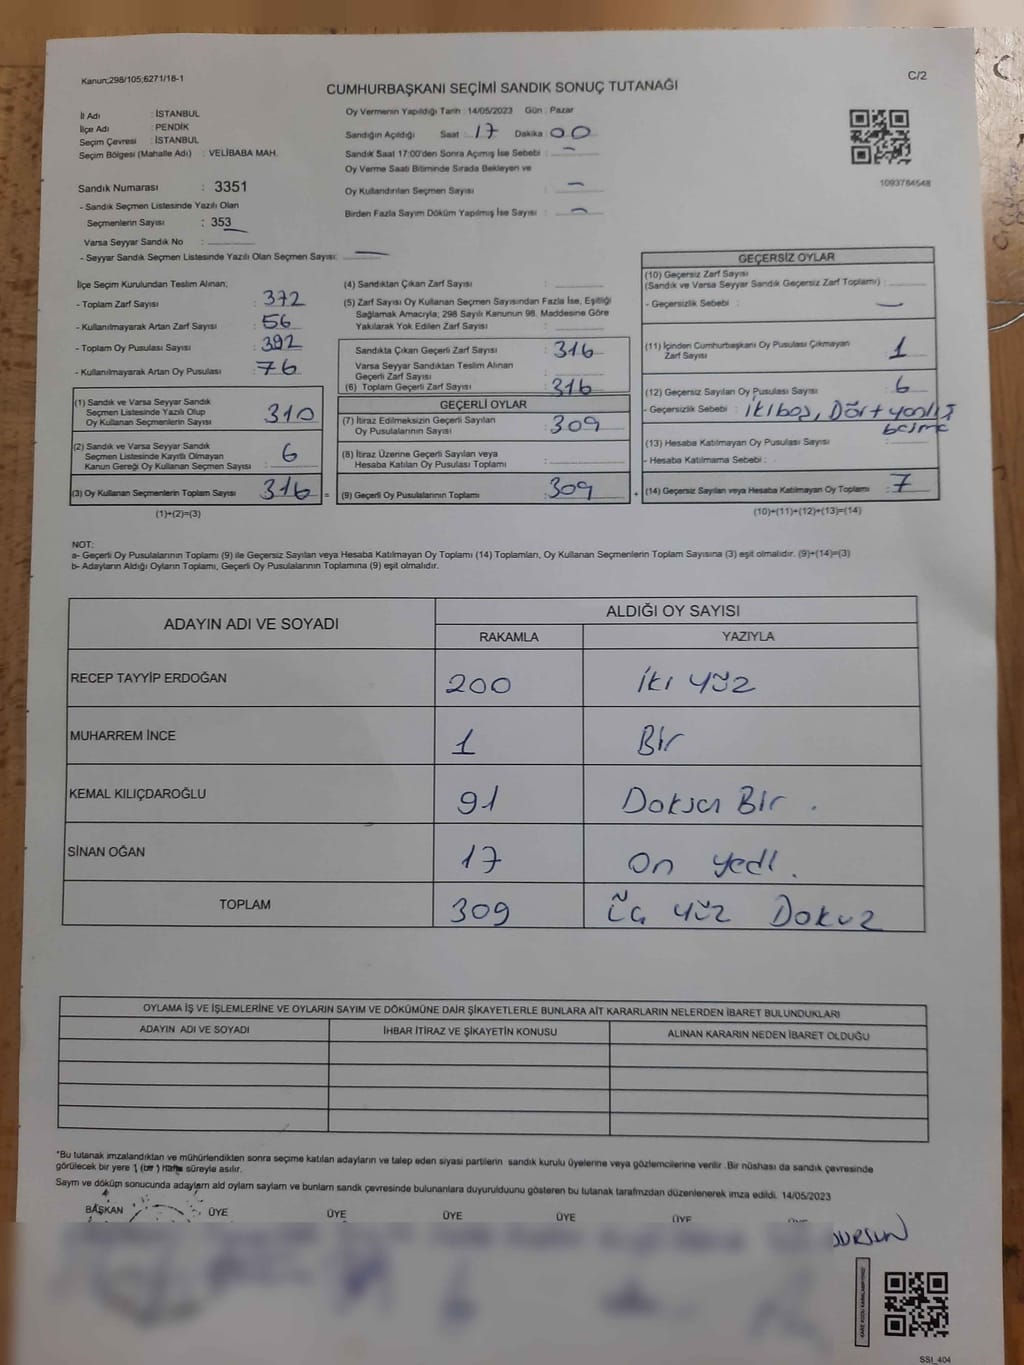 Kanun;298/105;6271/18-1
C/2
CUMHURBAŞKANI SEÇİMİ SANDIK SONUÇ TUTANAĞI
İl Adı : İSTANBUL
İlçe Adı : PENDİK
Seçim Çevresi : İSTANBUL
Seçim Bölgesi (Mahalle Adı) : VELİBABA MAH.
Sandık Numarası : 3351
- Sandık Seçmen Listesinde Yazılı Olan
Seçmenlerin Sayısı : 353
Varsa Seyyar Sandık No :
- Seyyar Sandık Seçmen Listesinde Yazılı Olan Seçmen Sayısı: —
Oy Vermenin Yapıldığı Tarih : 14/05/2023 Gün : Pazar
Sandığın Açıldığı Saat : 17 Dakika : 00
Sandık Saat 17:00'den Sonra Açımış İse Sebebi : —
Oy Verme Saati Bitiminde Sırada Bekleyen ve
Oy Kullandırılan Seçmen Sayısı : —
Birden Fazla Sayım Döküm Yapılmış İse Sayısı : —
1093784548
İlçe Seçim Kurulundan Teslim Alınan;
- Toplam Zarf Sayısı : 372
- Kullanılmayarak Artan Zarf Sayısı : 56
- Toplam Oy Pusulası Sayısı : 392
- Kullanılmayarak Artan Oy Pusulası : 76
(1) Sandık ve Varsa Seyyar Sandık
Seçmen Listesinde Yazılı Olup
Oy Kullanan Seçmenlerin Sayısı : 310
(2) Sandık ve Varsa Seyyar Sandık
Seçmen Listesinde Kayıtlı Olmayan
Kanun Gereği Oy Kullanan Seçmen Sayısı : 6
(3) Oy Kullanan Seçmenlerin Toplam Sayısı : 316 =
(1)+(2)=(3)
(4) Sandıktan Çıkan Zarf Sayısı :
(5) Zarf Sayısı Oy Kullanan Seçmen Sayısından Fazla İse, Eşitliği
Sağlamak Amacıyla; 298 Sayılı Kanunun 98. Maddesine Göre
Yakılarak Yok Edilen Zarf Sayısı :
Sandıkta Çıkan Geçerli Zarf Sayısı : 316
Varsa Seyyar Sandıktan Teslim Alınan
Geçerli Zarf Sayısı :
(6) Toplam Geçerli Zarf Sayısı : 316
GEÇERLİ OYLAR
(7) İtiraz Edilmeksizin Geçerli Sayılan
Oy Pusulalarının Sayısı : 309
(8) İtiraz Üzerine Geçerli Sayılan veya
Hesaba Katılan Oy Pusulası Toplamı :
(9) Geçerli Oy Pusulalarının Toplamı : 309 +
GEÇERSİZ OYLAR
(10) Geçersiz Zarf Sayısı
(Sandık ve Varsa Seyyar Sandık Geçersiz Zarf Toplamı) :
- Geçersizlik Sebebi : —
(11) İçinden Cumhurbaşkanı Oy Pusulası Çıkmayan
Zarf Sayısı : 1
(12) Geçersiz Sayılan Oy Pusulası Sayısı : 6
- Geçersizlik Sebebi : iki boş, Dört yanlış
basma
(13) Hesaba Katılmayan Oy Pusulası Sayısı :
- Hesaba Katılmama Sebebi :
(14) Geçersiz Sayılan veya Hesaba Katılmayan Oy Toplamı : 7
(10)+(11)+(12)+(13)=(14)
NOT:
a- Geçerli Oy Pusulalarının Toplamı (9) ile Geçersiz Sayılan veya Hesaba Katılmayan Oy Toplamı (14) Toplamları, Oy Kullanan Seçmenlerin Toplam Sayısına (3) eşit olmalıdır. (9)+(14)=(3)
b- Adayların Aldığı Oyların Toplamı, Geçerli Oy Pusulalarının Toplamına (9) eşit olmalıdır.
ADAYIN ADI VE SOYADI
ALDIĞI OY SAYISI
RAKAMLA YAZIYLA
RECEP TAYYİP ERDOĞAN 200 İki yüz
MUHARREM İNCE 1 Bir
KEMAL KILIÇDAROĞLU 91 Doksan Bir .
SİNAN OĞAN 17 On yedi.
TOPLAM 309 Üç yüz Dokuz
OYLAMA İŞ VE İŞLEMLERİNE VE OYLARIN SAYIM VE DÖKÜMÜNE DAİR ŞİKAYETLERLE BUNLARA AİT KARARLARIN NELERDEN İBARET BULUNDUKLARI
ADAYIN ADI VE SOYADI İHBAR İTİRAZ VE ŞİKAYETİN KONUSU ALINAN KARARIN NEDEN İBARET OLDUĞU
*Bu tutanak imzalandıktan ve mühürlendikten sonra seçime katılan adayların ve talep eden siyasi partilerin sandık kurulu üyelerine veya gözlemcilerine verilir .Bir nüshası da sandık çevresinde
görülecek bir yere 1 (bir ) hafta süreyle asılır.
Sayım ve döküm sonucunda adayların ald oyların sayları ve bunların sandk çevresinde bulunanlara duyurulduunu gösteren bu tutanak tarafmzdan düzenlenerek imza edildi. 14/05/2023
BAŞKAN ÜYE ÜYE ÜYE ÜYE ÜYE
DURSUN
SSI_404